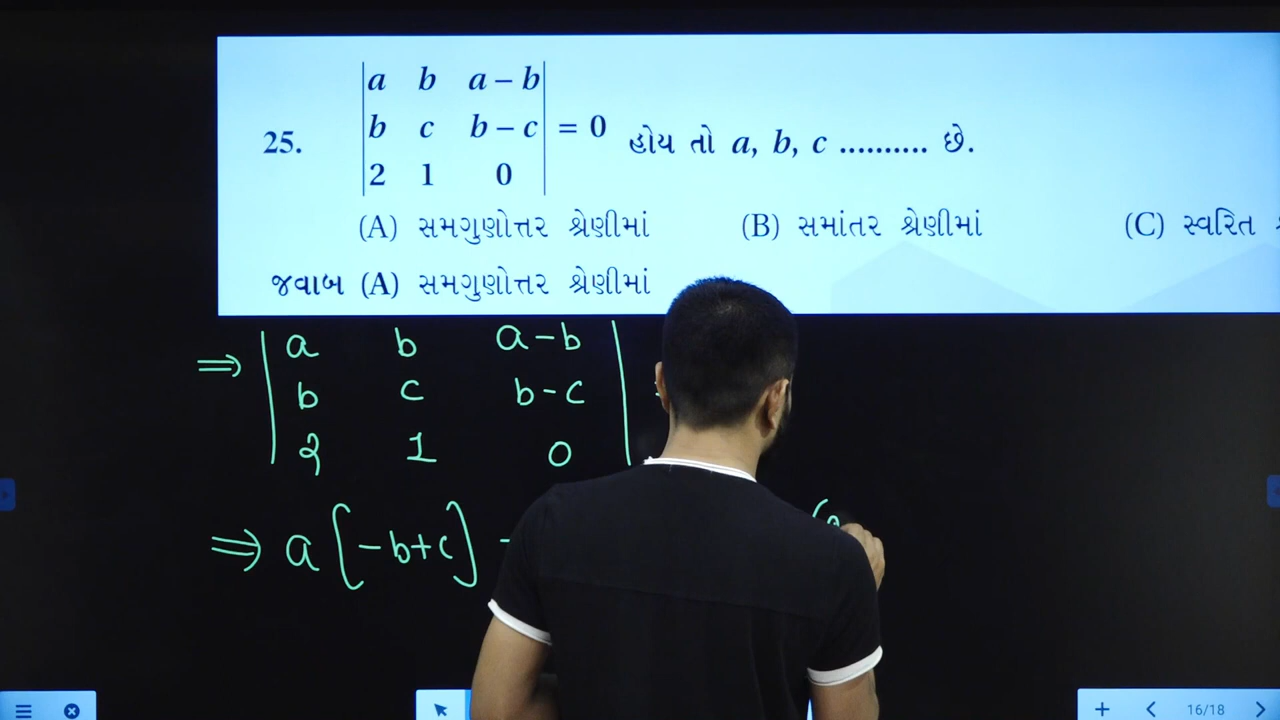 25. | a b a – b |
| b c b – c | = 0 હોય તો a, b, c .......... છે.
| 2 1 0 |
(A) સમગુણોત્તર શ્રેણીમાં (B) સમાંતર શ્રેણીમાં (C) સ્વરિત
જવાબ (A) સમગુણોત્તર શ્રેણીમાં
⇒ | a b a-b |
| b c b-c |
| 2 1 0 |
⇒ a [-b+c] -
16/18